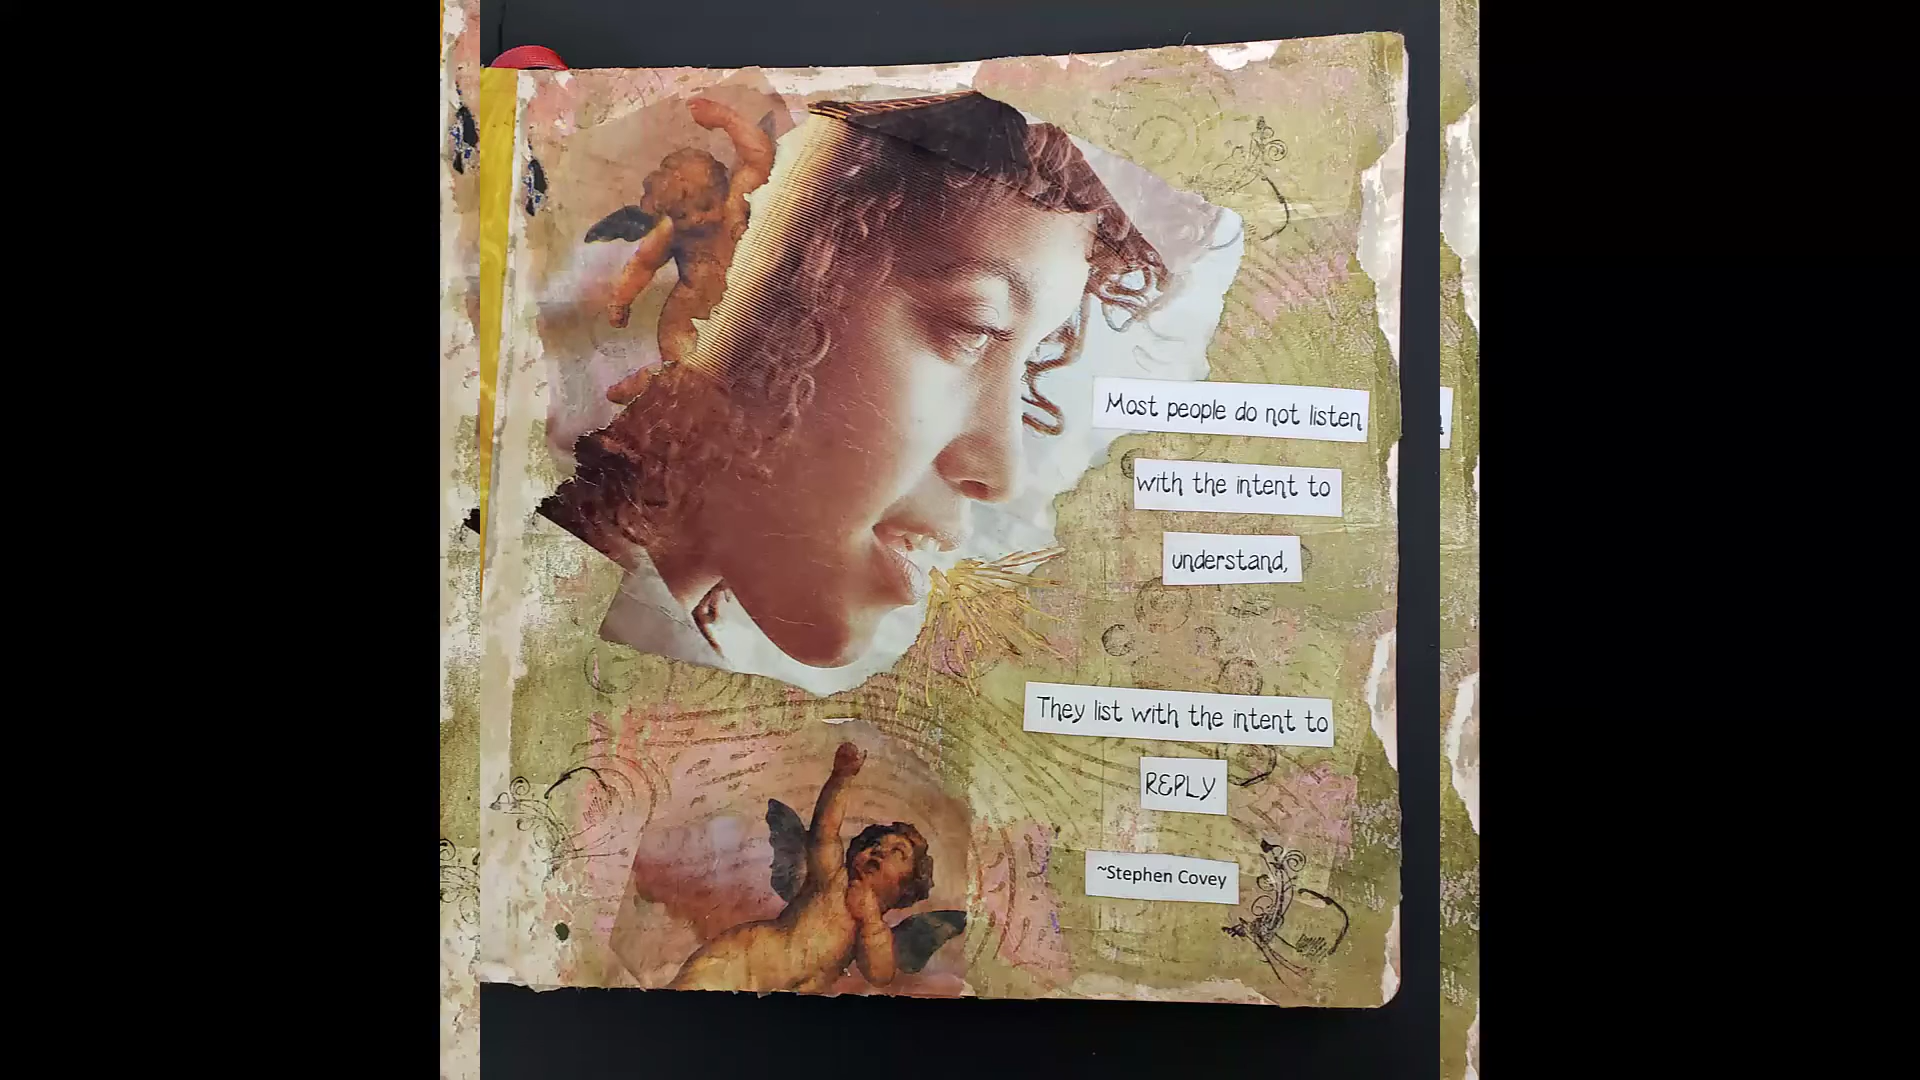 Most people do not listen
with the intent to
understand,
They list with the intent to
REPLY
~Stephen Covey